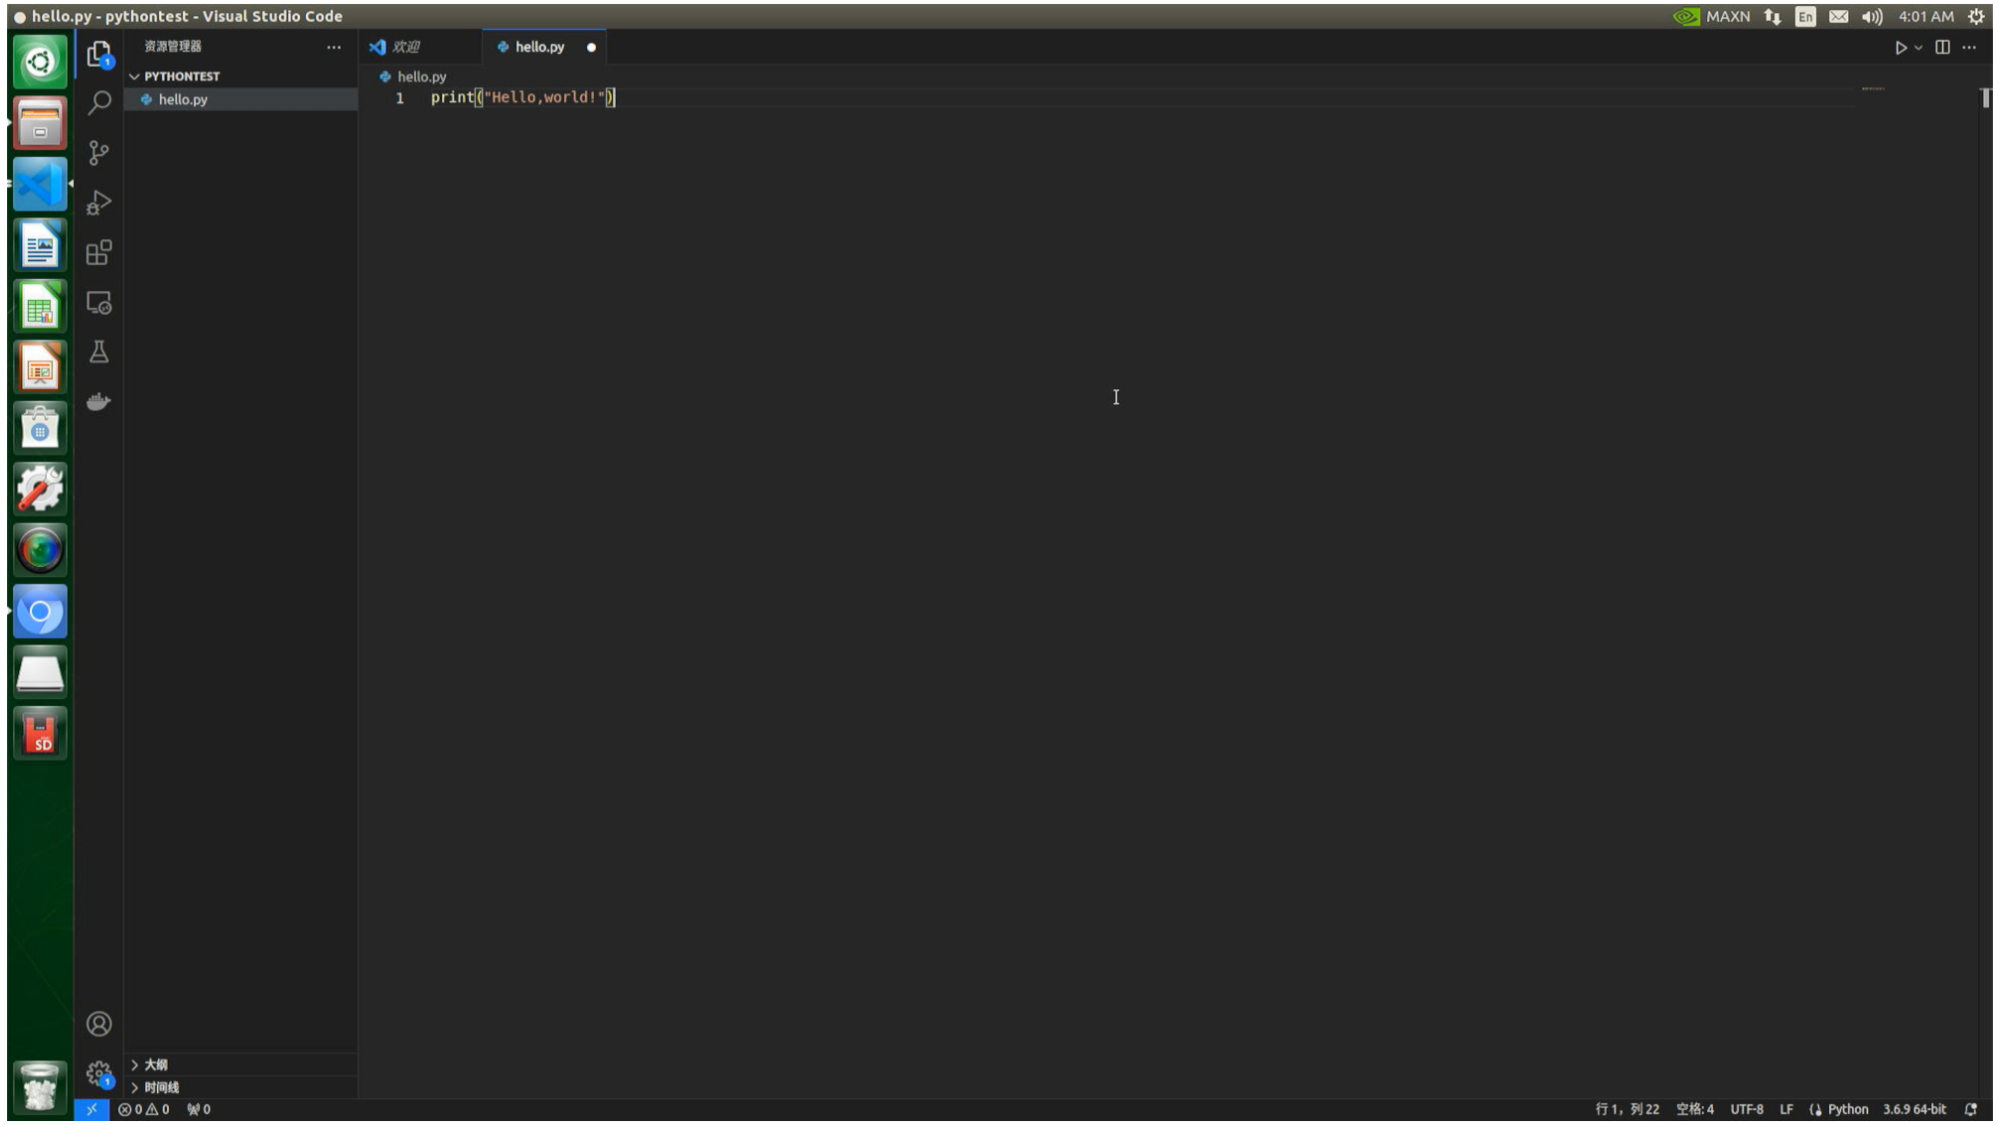 hello.py - pythontest - Visual Studio Code
MAXN En 4:01 AM
资源管理器
欢迎
hello.py
PYTHONTEST
hello.py
hello.py
1 print("Hello,world!")
1
SD
大纲
1
时间线
0 0 0
行 1，列 22 空格: 4 UTF-8 LF Python 3.6.9 64-bit